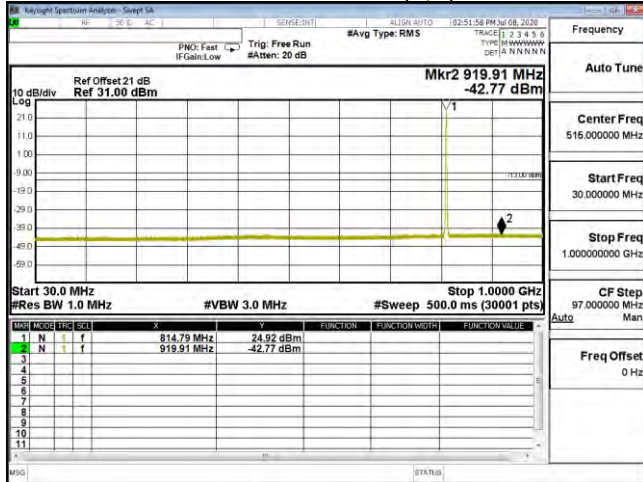 Keysight Spectrum Analyzer - Swept SA
RF 50 Ω AC SENSE:INT ALIGN AUTO 02:51:58 PM Jul 08, 2020
#Avg Type: RMS TRACE 1 2 3 4 5 6
PNO: Fast Trig: Free Run TYPE M W W W W W
IFGain:Low #Atten: 20 dB DET A N N N N N
Mkr2 919.91 MHz
Ref Offset 21 dB
10 dB/div Ref 31.00 dBm -42.77 dBm
Log
1
21.0
11.0
1.00
-9.00
-13.00 dBm
-19.0
-29.0
-39.0
2
-49.0
-59.0
Start 30.0 MHz Stop 1.0000 GHz
#Res BW 1.0 MHz #VBW 3.0 MHz #Sweep 500.0 ms (30001 pts)
MKR MODE TRC SCL X Y FUNCTION FUNCTION WIDTH FUNCTION VALUE
1 N 1 f 814.79 MHz 24.92 dBm
2 N 1 f 919.91 MHz -42.77 dBm
3
4
5
6
7
8
9
10
11
MSG STATUS
Frequency
Auto Tune
Center Freq
515.000000 MHz
Start Freq
30.000000 MHz
Stop Freq
1.000000000 GHz
CF Step
97.000000 MHz
Auto Man
Freq Offset
0 Hz